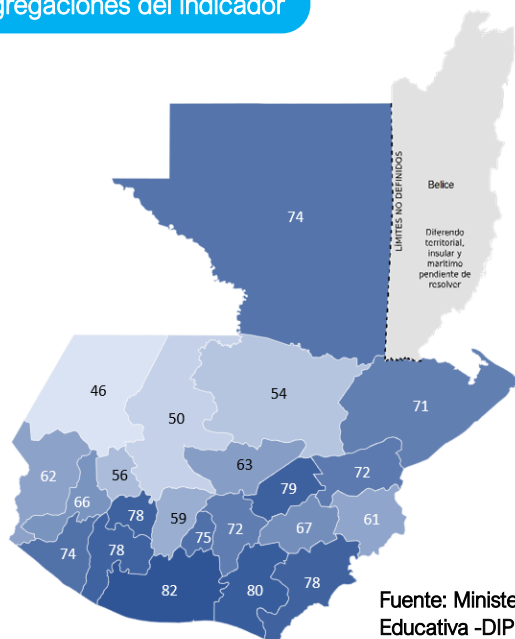 gregaciones del indicador
74
LÍMITES NO DEFINIDOS
Belice
Diferendo
territorial,
insular y
marítimo
pendiente de
resolver
46
50
54
71
62
56
63
72
66
78
59
79
75
72
67
61
74
78
82
80
78
Fuente: Ministe
Educativa -DIP